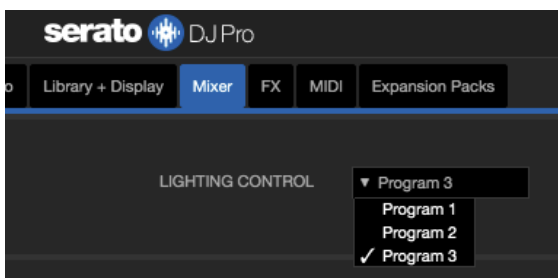 serato DJ Pro
o Library + Display Mixer FX MIDI Expansion Packs
LIGHTING CONTROL ▼ Program 3
Program 1
Program 2
✓ Program 3